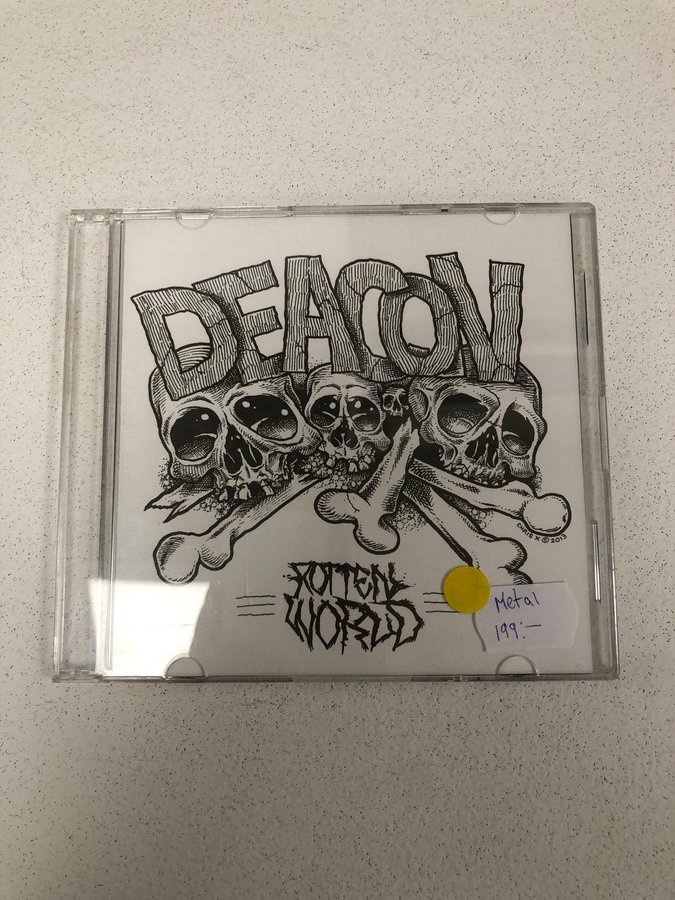 DEACON
CHRIS X © 2013
ROTTEN
WORLD
Metal
199:-